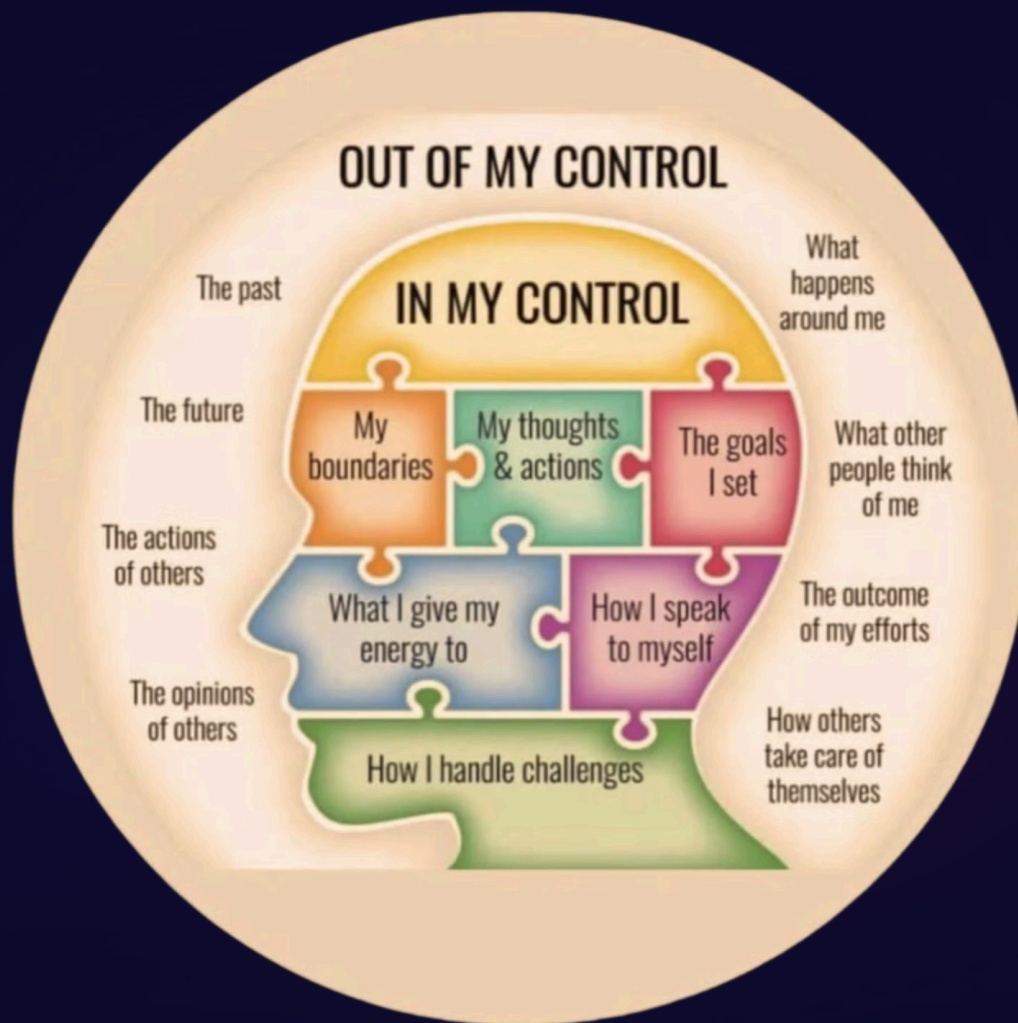 OUT OF MY CONTROL
The past
The future
The actions
of others
The opinions
of others
IN MY CONTROL
My
boundaries
My thoughts
& actions
The goals
I set
What I give my
energy to
How I speak
to myself
How I handle challenges
What
happens
around me
What other
people think
of me
The outcome
of my efforts
How others
take care of
themselves